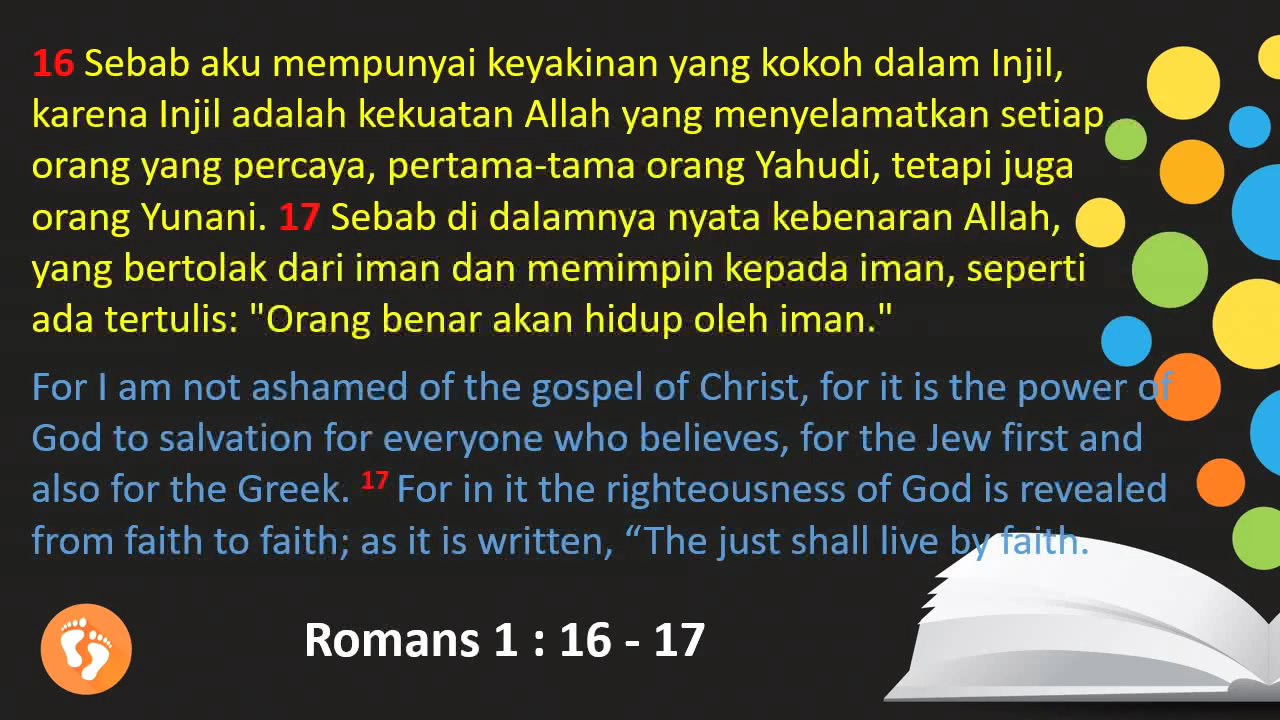 16 Sebab aku mempunyai keyakinan yang kokoh dalam Injil,
karena Injil adalah kekuatan Allah yang menyelamatkan setiap
orang yang percaya, pertama-tama orang Yahudi, tetapi juga
orang Yunani. 17 Sebab di dalamnya nyata kebenaran Allah,
yang bertolak dari iman dan memimpin kepada iman, seperti
ada tertulis: "Orang benar akan hidup oleh iman."
For I am not ashamed of the gospel of Christ, for it is the power of
God to salvation for everyone who believes, for the Jew first and
also for the Greek. 17 For in it the righteousness of God is revealed
from faith to faith; as it is written, “The just shall live by faith.
Romans 1 : 16 - 17